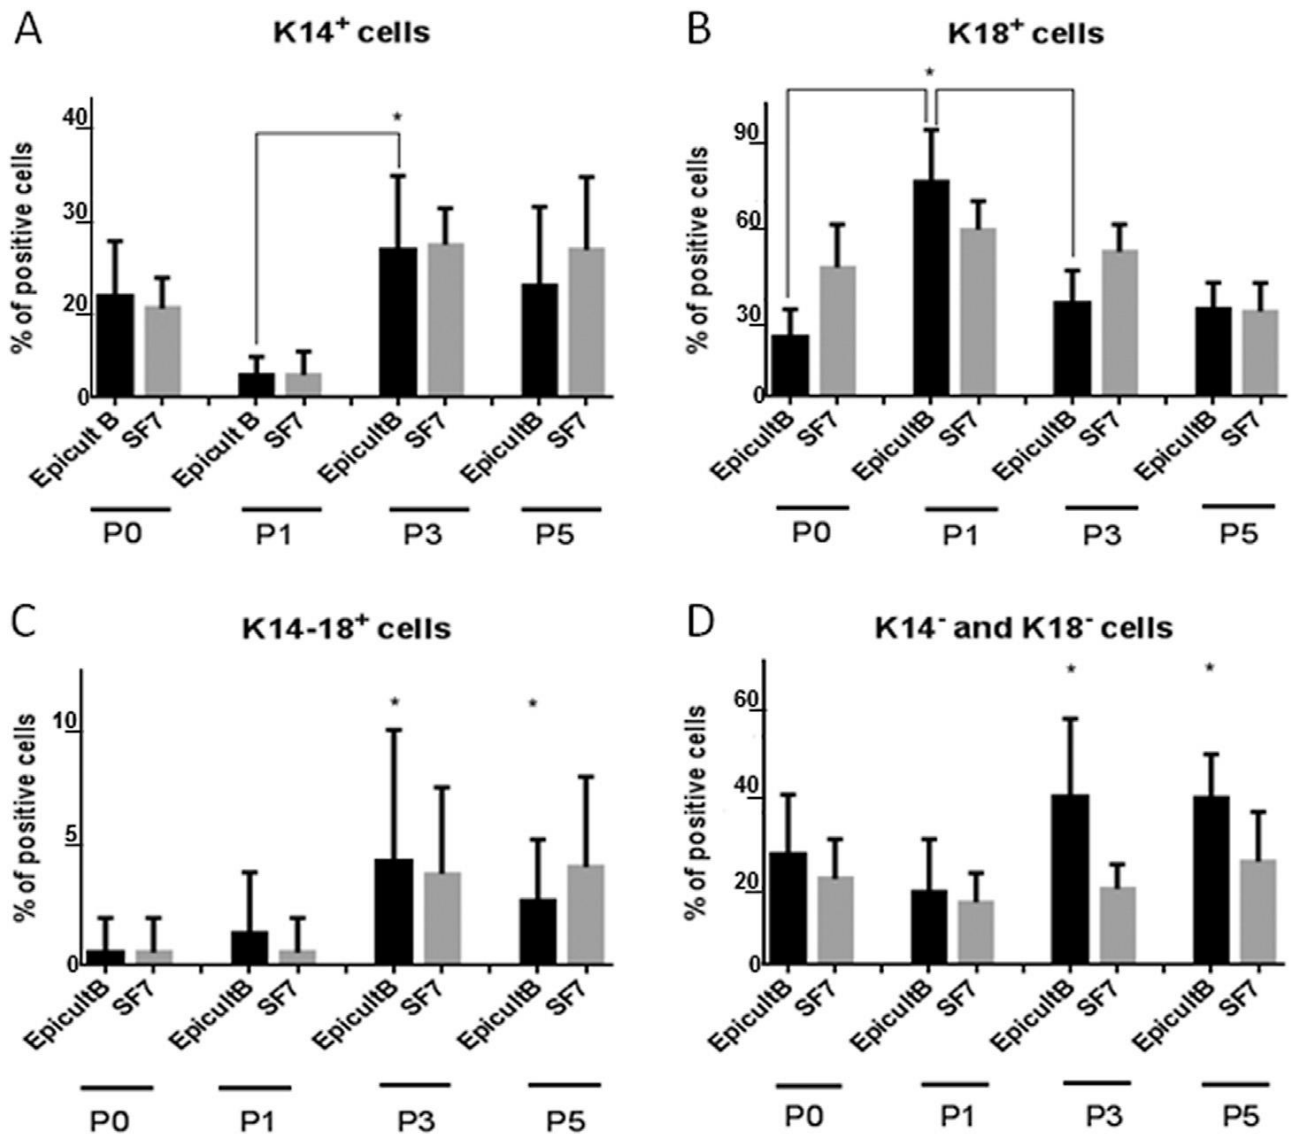 A
K14⁺ cells
% of positive cells
40
30
20
0
*
Epicult B
SF7
Epicult B
SF7
EpicultB
SF7
EpicultB
SF7
P0
P1
P3
P5
B
K18⁺ cells
% of positive cells
90
60
30
0
*
EpicultB
SF7
EpicultB
SF7
EpicultB
SF7
EpicultB
SF7
P0
P1
P3
P5
C
K14-18⁺ cells
% of positive cells
10
5
0
*
*
EpicultB
SF7
EpicultB
SF7
EpicultB
SF7
EpicultB
SF7
P0
P1
P3
P5
D
K14⁻ and K18⁻ cells
% of positive cells
60
40
20
0
*
*
EpicultB
SF7
EpicultB
SF7
EpicultB
SF7
EpicultB
SF7
P0
P1
P3
P5